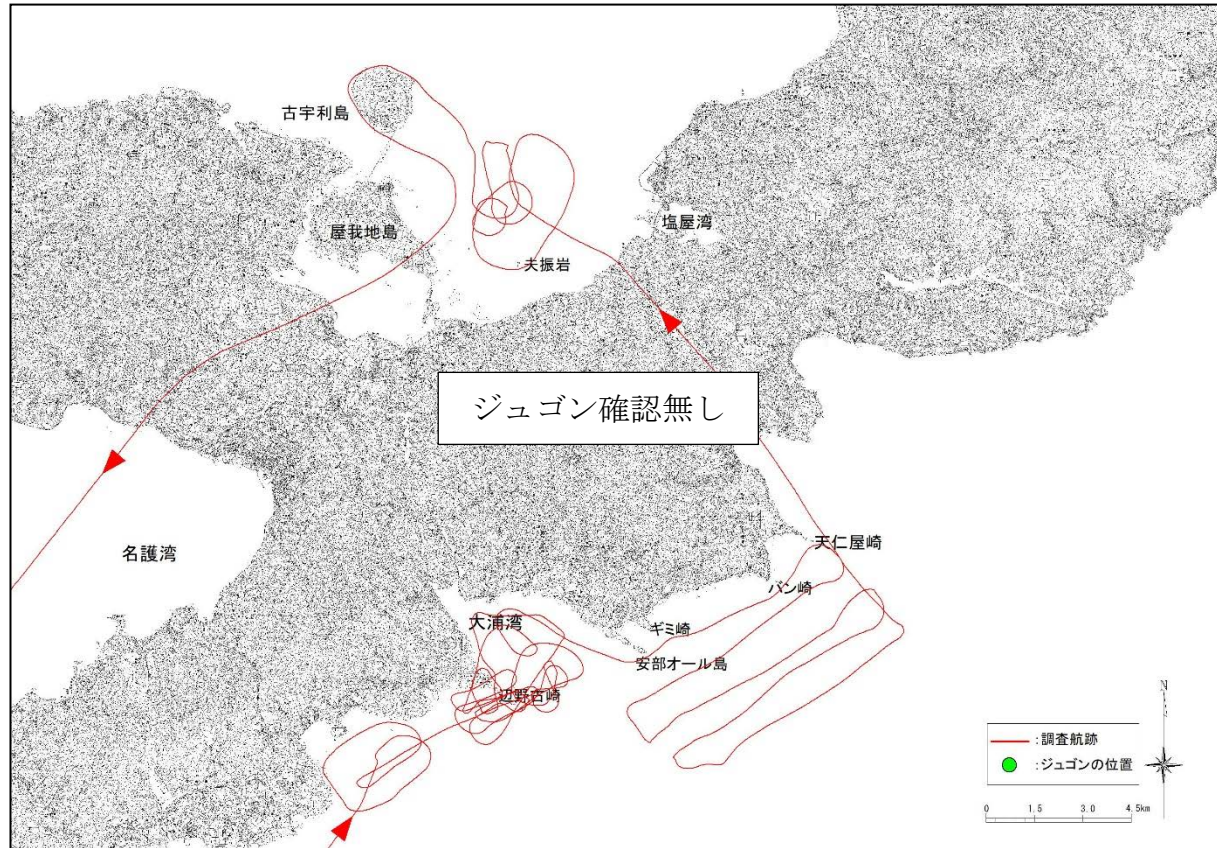 古宇利島
屋我地島
塩屋湾
夫振岩
ジュゴン確認無し
名護湾
天仁屋崎
バン崎
大浦湾
ギミ崎
安部オール島
辺野古崎
N
:調査航跡
:ジュゴンの位置
0 1.5 3.0 4.5km